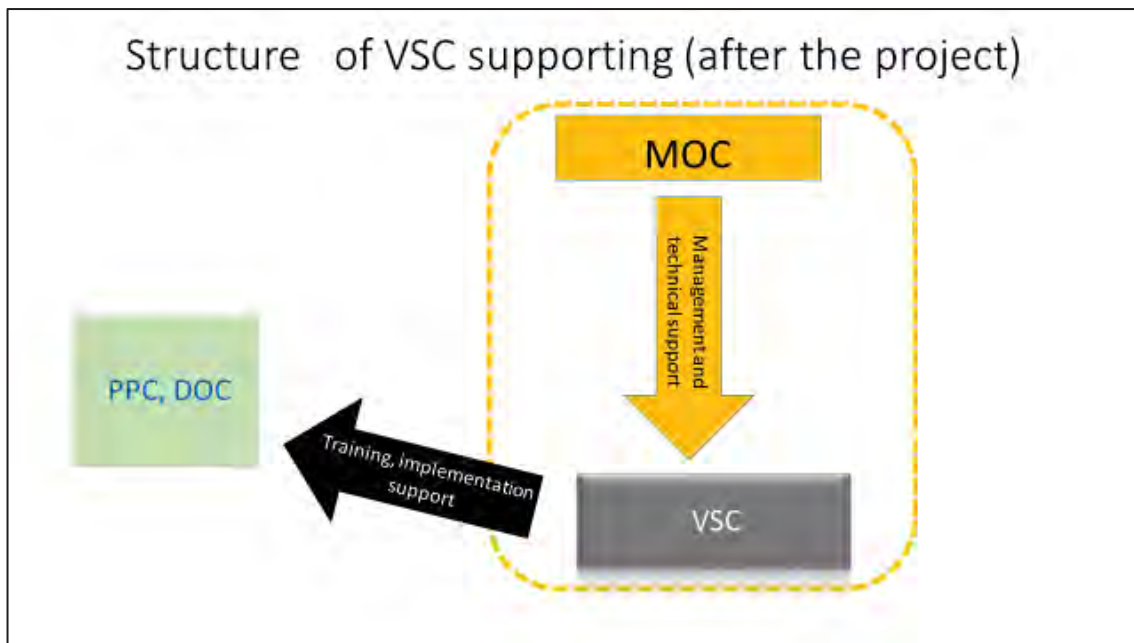 Structure of VSC supporting (after the project)
MOC
Management and
technical support
PPC, DOC
Training, implementation
support
VSC